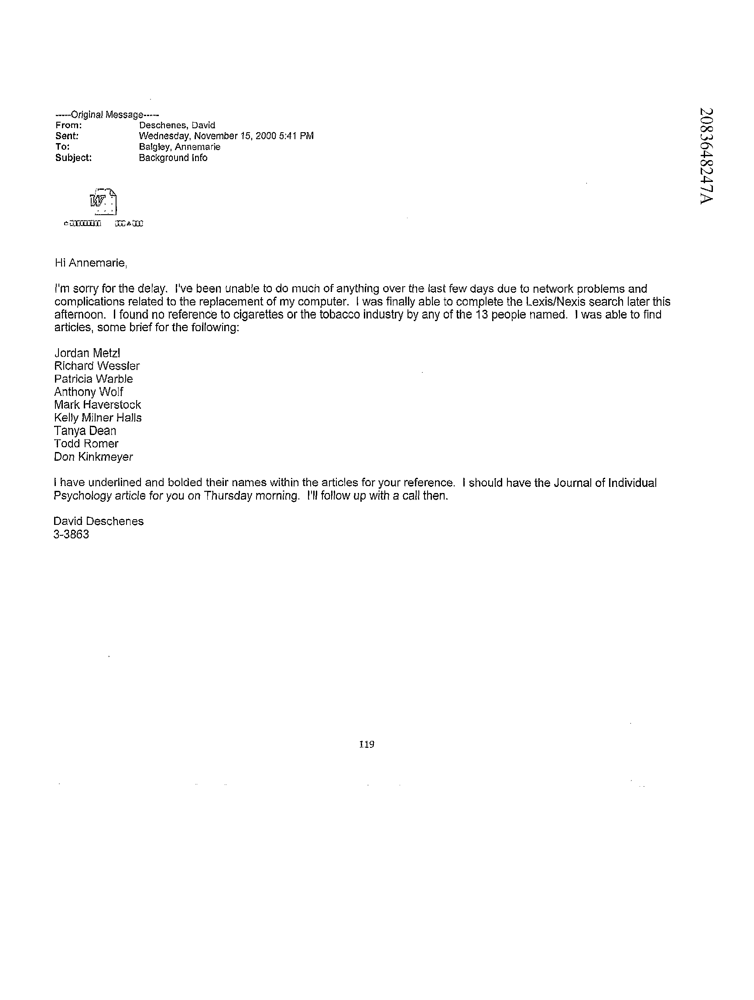 -----Original Message-----
From: Deschenes, David
Sent: Wednesday, November 15, 2000 5:41 PM
To: Balgley, Annemarie
Subject: Background info
2083648247A
Hi Annemarie,
I'm sorry for the delay. I've been unable to do much of anything over the last few days due to network problems and
complications related to the replacement of my computer. I was finally able to complete the Lexis/Nexis search later this
afternoon. I found no reference to cigarettes or the tobacco industry by any of the 13 people named. I was able to find
articles, some brief for the following:
Jordan Metzl
Richard Wessler
Patricia Warble
Anthony Wolf
Mark Haverstock
Kelly Milner Halls
Tanya Dean
Todd Romer
Don Kinkmeyer
I have underlined and bolded their names within the articles for your reference. I should have the Journal of Individual
Psychology article for you on Thursday morning. I'll follow up with a call then.
David Deschenes
3-3863
119